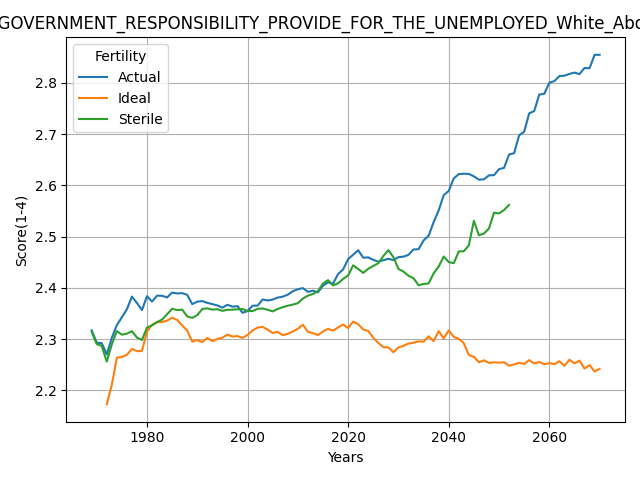 GOVERNMENT_RESPONSIBILITY_PROVIDE_FOR_THE_UNEMPLOYED_White_Abo
Fertility
Actual
Ideal
Sterile
2.8
2.7
2.6
2.5
2.4
2.3
2.2
Score(1-4)
1980 2000 2020 2040 2060
Years